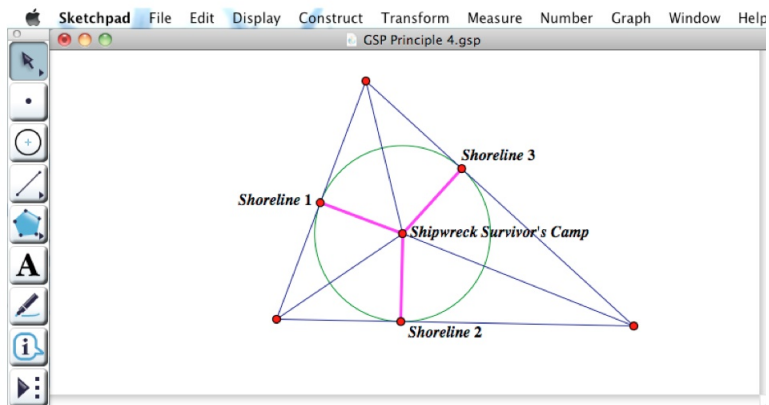 Sketchpad File Edit Display Construct Transform Measure Number Graph Window Help
GSP Principle 4.gsp
Shoreline 3
Shoreline 1
Shipwreck Survivor's Camp
Shoreline 2
A
i